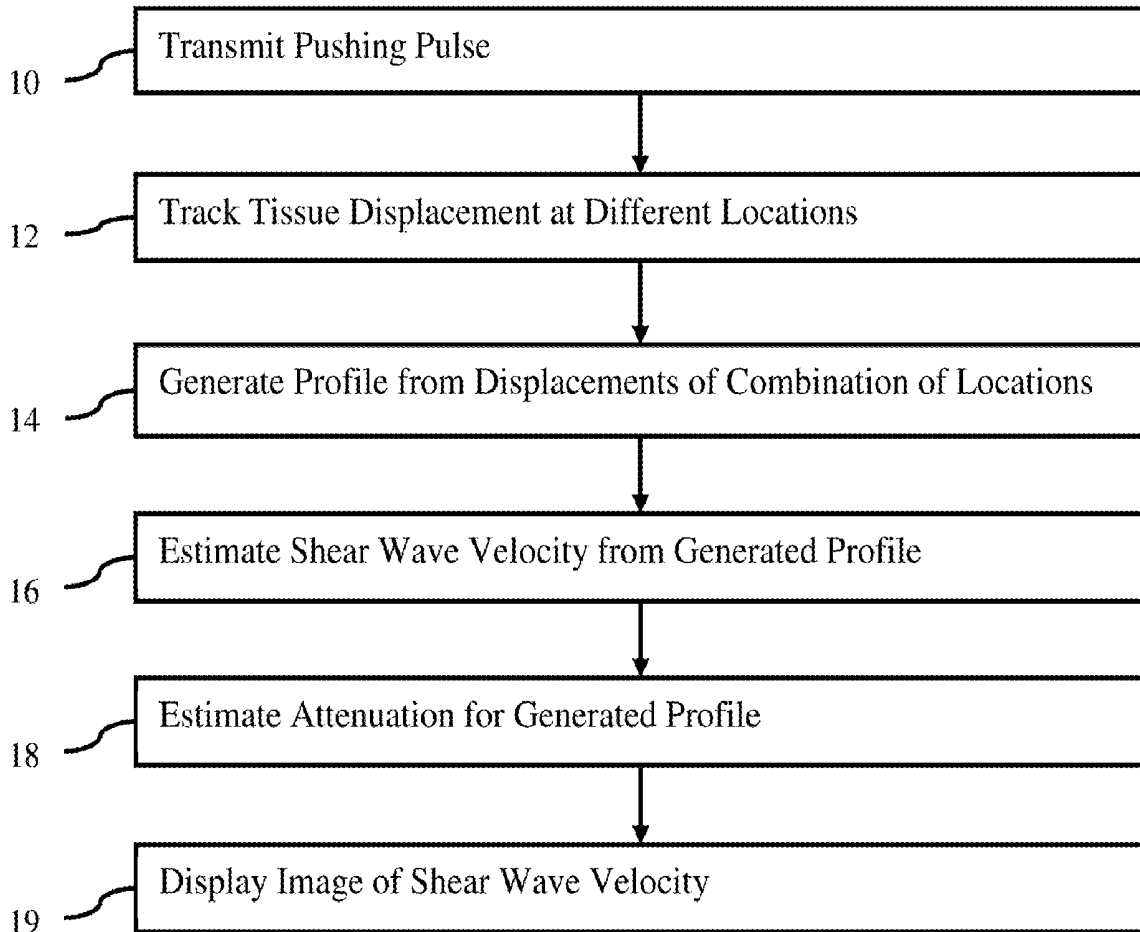 Transmit Pushing Pulse
10
Track Tissue Displacement at Different Locations
12
Generate Profile from Displacements of Combination of Locations
14
Estimate Shear Wave Velocity from Generated Profile
16
Estimate Attenuation for Generated Profile
18
Display Image of Shear Wave Velocity
19